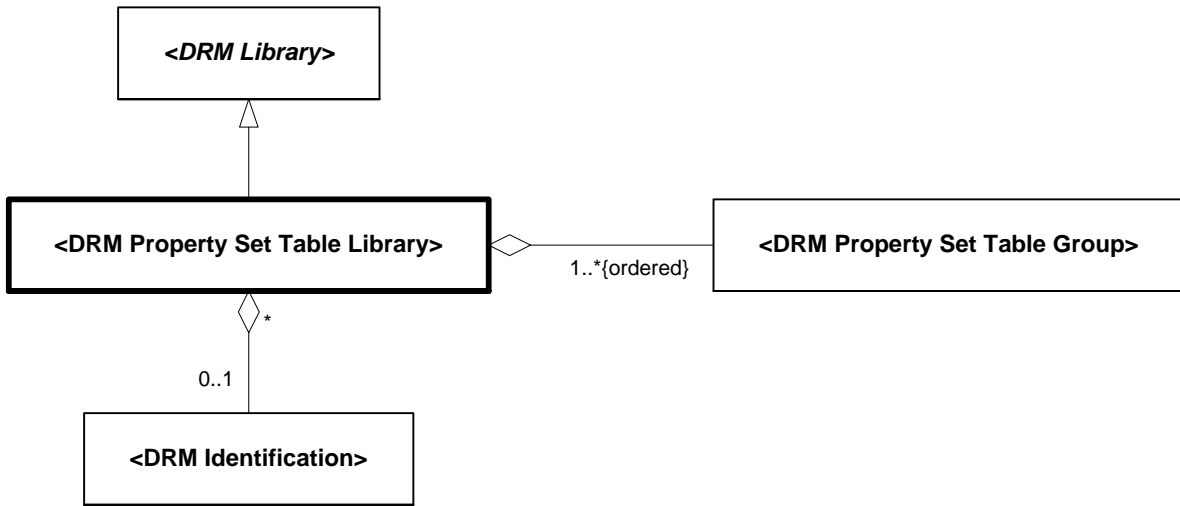 <DRM Library>
<DRM Property Set Table Library>
<DRM Property Set Table Group>
1..*{ordered}
*
0..1
<DRM Identification>